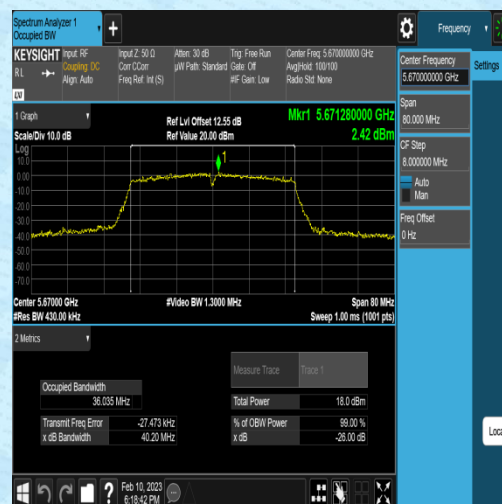 Spectrum Analyzer 1
Occupied BW
Frequency
KEYSIGHT
Input: RF
Input Z: 50 Ω
Atten: 30 dB
Trig: Free Run
Center Freq: 5.670000000 GHz
R L
Coupling: DC
Corr CCorr
µW Path: Standard
Gate: Off
Avg|Hold: 100/100
Align: Auto
Freq Ref: Int (S)
#IF Gain: Low
Radio Std: None
LXI
1 Graph
Ref Lvl Offset 12.55 dB
Mkr1 5.671280000 GHz
Scale/Div 10.0 dB
Ref Value 20.00 dBm
2.42 dBm
Log
10.0
0.00
-10.0
-20.0
-30.0
-40.0
-50.0
-60.0
-70.0
1
Center 5.67000 GHz
#Video BW 1.3000 MHz
Span 80 MHz
#Res BW 430.00 kHz
Sweep 1.00 ms (1001 pts)
2 Metrics
Measure Trace
Trace 1
Occupied Bandwidth
36.035 MHz
Total Power
18.0 dBm
Transmit Freq Error
-27.473 kHz
% of OBW Power
99.00 %
x dB Bandwidth
40.20 MHz
x dB
-26.00 dB
Feb 10, 2023
6:18:42 PM
Center Frequency
5.670000000 GHz
Settings
Span
80.000 MHz
CF Step
8.000000 MHz
Auto
Man
Freq Offset
0 Hz
Loca